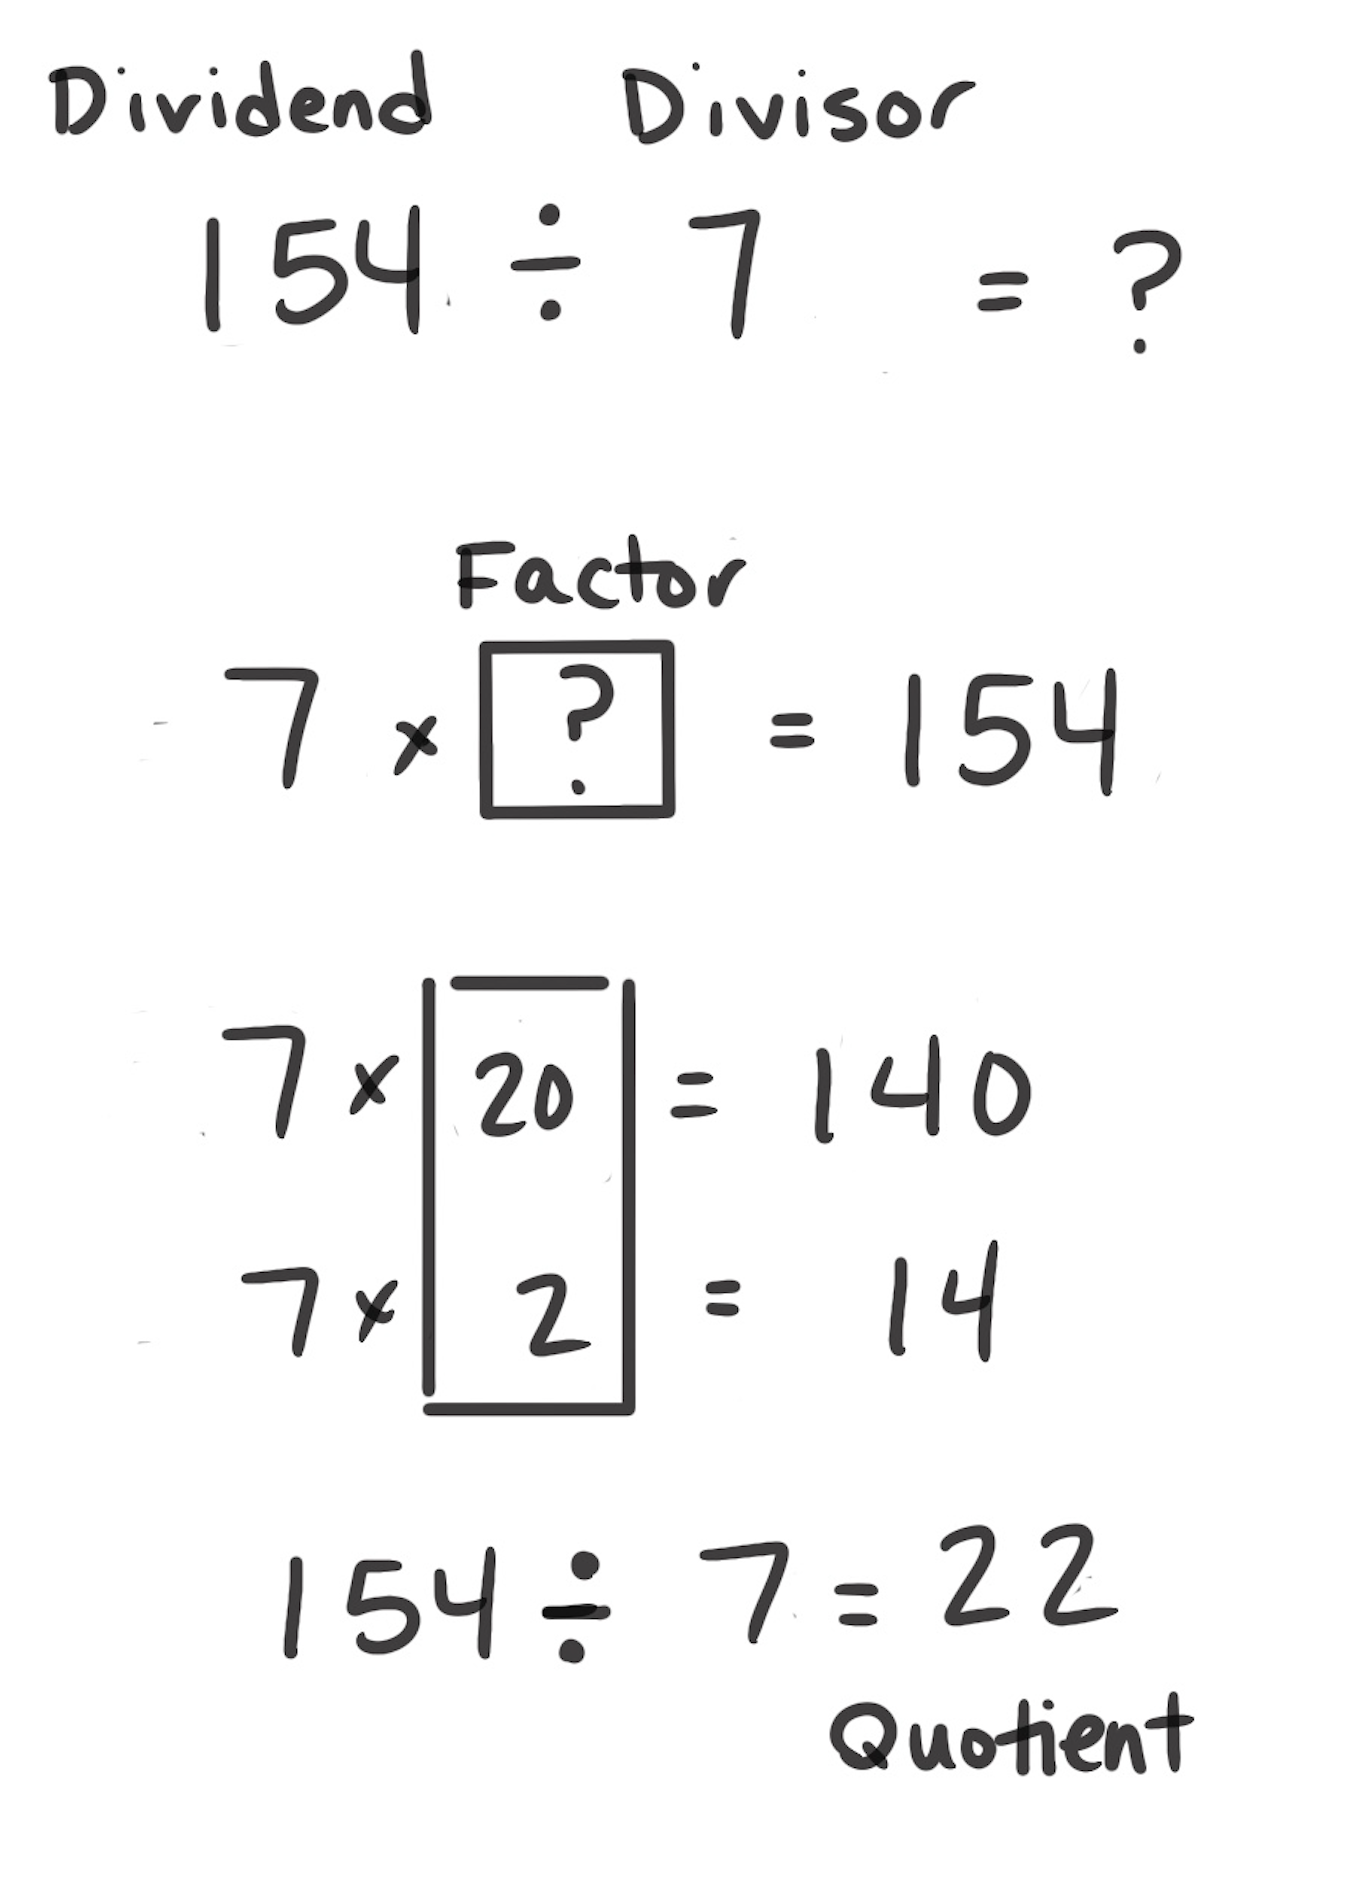 Dividend Divisor
154 ÷ 7 = ?
Factor
7 × ? = 154
7 × 20 = 140
7 × 2 = 14
154 ÷ 7 = 22
Quotient